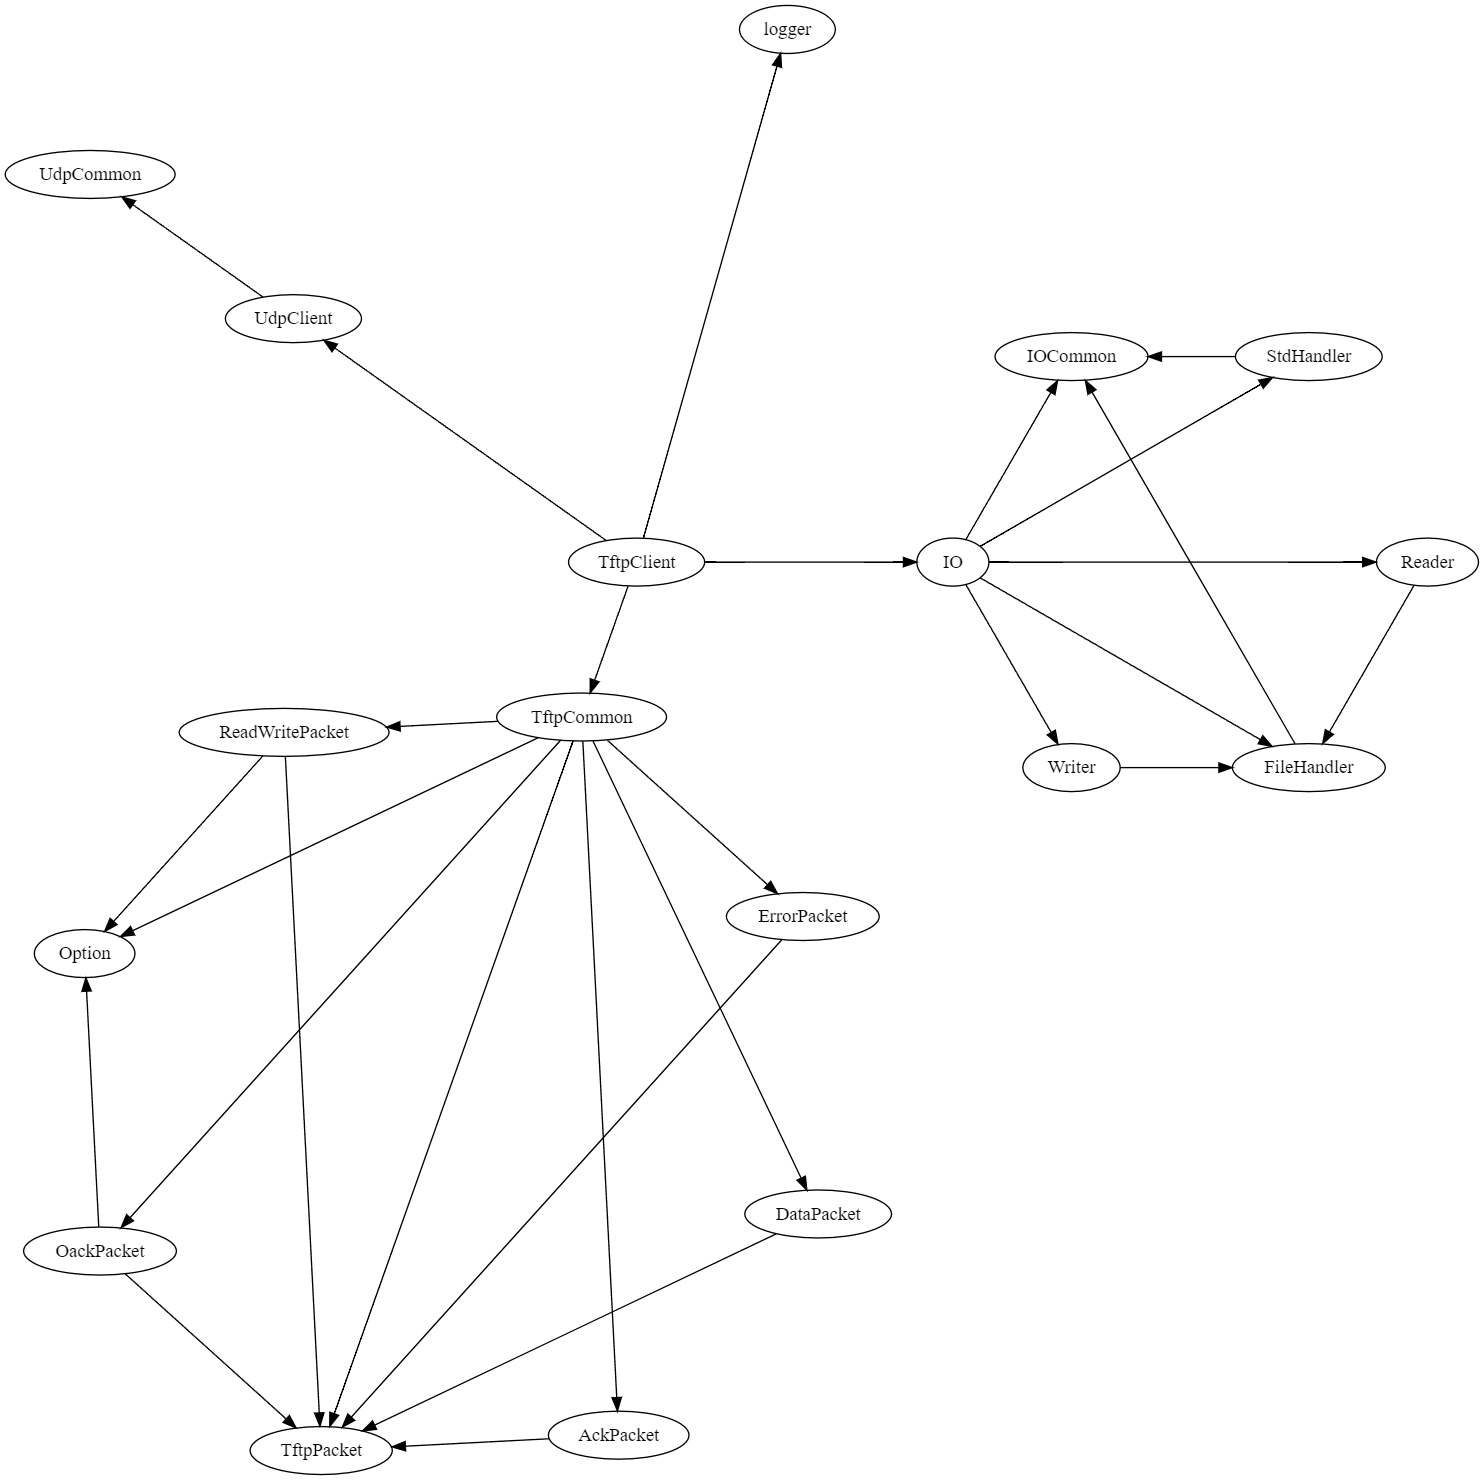 logger
UdpCommon
UdpClient
IOCommon
StdHandler
TftpClient
IO
Reader
TftpCommon
ReadWritePacket
Writer
FileHandler
ErrorPacket
Option
DataPacket
OackPacket
AckPacket
TftpPacket